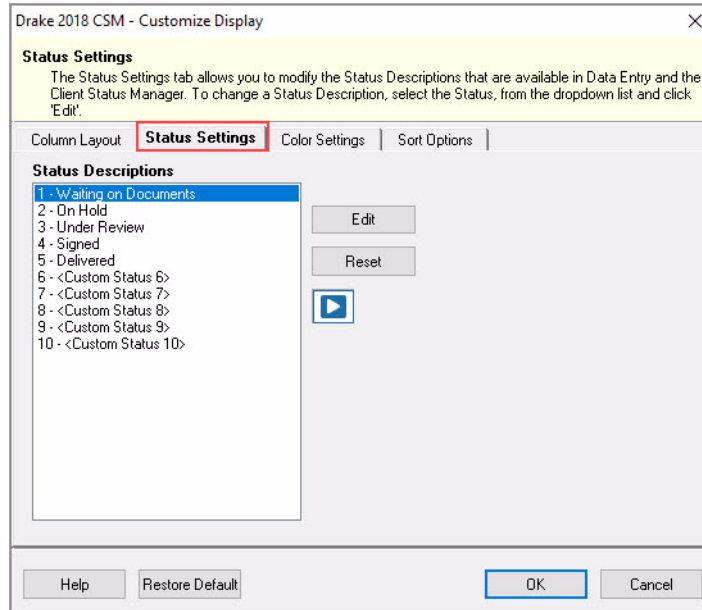 Drake 2018 CSM - Customize Display
Status Settings
The Status Settings tab allows you to modify the Status Descriptions that are available in Data Entry and the
Client Status Manager. To change a Status Description, select the Status, from the dropdown list and click
'Edit'.
Column Layout
Status Settings
Color Settings
Sort Options
Status Descriptions
1 - Waiting on Documents
2 - On Hold
3 - Under Review
4 - Signed
5 - Delivered
6 - <Custom Status 6>
7 - <Custom Status 7>
8 - <Custom Status 8>
9 - <Custom Status 9>
10 - <Custom Status 10>
Edit
Reset
Help
Restore Default
OK
Cancel